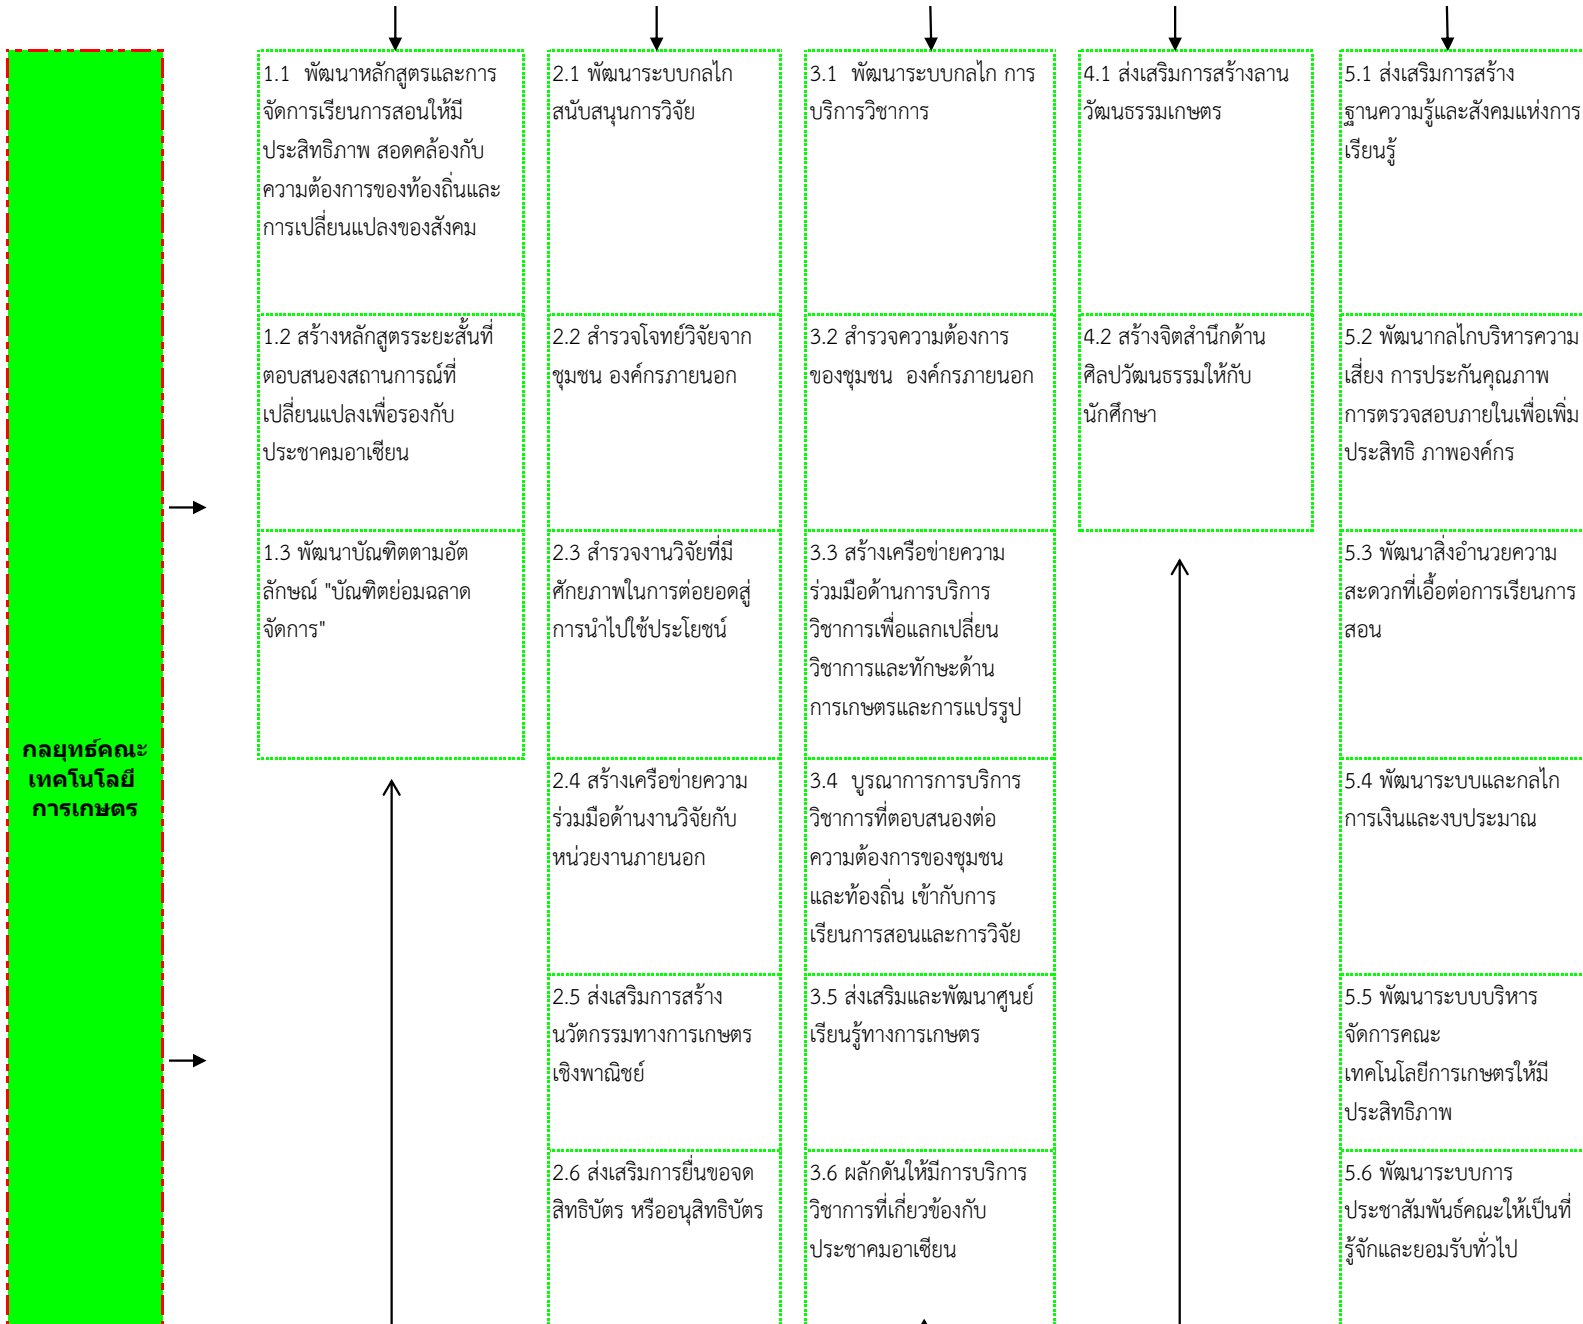 กลยุทธ์คณะ
เทคโนโลยี
การเกษตร
1.1 พัฒนาหลักสูตรและการ
จัดการเรียนการสอนให้มี
ประสิทธิภาพ สอดคล้องกับ
ความต้องการของท้องถิ่นและ
การเปลี่ยนแปลงของสังคม
1.2 สร้างหลักสูตรระยะสั้นที่
ตอบสนองสถานการณ์ที่
เปลี่ยนแปลงเพื่อรองกับ
ประชาคมอาเซียน
1.3 พัฒนาบัณฑิตตามอัต
ลักษณ์ "บัณฑิตย่อมฉลาด
จัดการ"
2.1 พัฒนาระบบกลไก
สนับสนุนการวิจัย
2.2 สำรวจโจทย์วิจัยจาก
ชุมชน องค์กรภายนอก
2.3 สำรวจงานวิจัยที่มี
ศักยภาพในการต่อยอดสู่
การนำไปใช้ประโยชน์
2.4 สร้างเครือข่ายความ
ร่วมมือด้านงานวิจัยกับ
หน่วยงานภายนอก
2.5 ส่งเสริมการสร้าง
นวัตกรรมทางการเกษตร
เชิงพาณิชย์
2.6 ส่งเสริมการยื่นขอจด
สิทธิบัตร หรืออนุสิทธิบัตร
3.1 พัฒนาระบบกลไก การ
บริการวิชาการ
3.2 สำรวจความต้องการ
ของชุมชน องค์กรภายนอก
3.3 สร้างเครือข่ายความ
ร่วมมือด้านการบริการ
วิชาการเพื่อแลกเปลี่ยน
วิชาการและทักษะด้าน
การเกษตรและการแปรรูป
3.4 บูรณาการการบริการ
วิชาการที่ตอบสนองต่อ
ความต้องการของชุมชน
และท้องถิ่น เข้ากับการ
เรียนการสอนและการวิจัย
3.5 ส่งเสริมและพัฒนาศูนย์
เรียนรู้ทางการเกษตร
3.6 ผลักดันให้มีการบริการ
วิชาการที่เกี่ยวข้องกับ
ประชาคมอาเซียน
4.1 ส่งเสริมการสร้างลาน
วัฒนธรรมเกษตร
4.2 สร้างจิตสำนึกด้าน
ศิลปวัฒนธรรมให้กับ
นักศึกษา
5.1 ส่งเสริมการสร้าง
ฐานความรู้และสังคมแห่งการ
เรียนรู้
5.2 พัฒนากลไกบริหารความ
เสี่ยง การประกันคุณภาพ
การตรวจสอบภายในเพื่อเพิ่ม
ประสิทธิ ภาพองค์กร
5.3 พัฒนาสิ่งอำนวยความ
สะดวกที่เอื้อต่อการเรียนการ
สอน
5.4 พัฒนาระบบและกลไก
การเงินและงบประมาณ
5.5 พัฒนาระบบบริหาร
จัดการคณะ
เทคโนโลยีการเกษตรให้มี
ประสิทธิภาพ
5.6 พัฒนาระบบการ
ประชาสัมพันธ์คณะให้เป็นที่
รู้จักและยอมรับทั่วไป